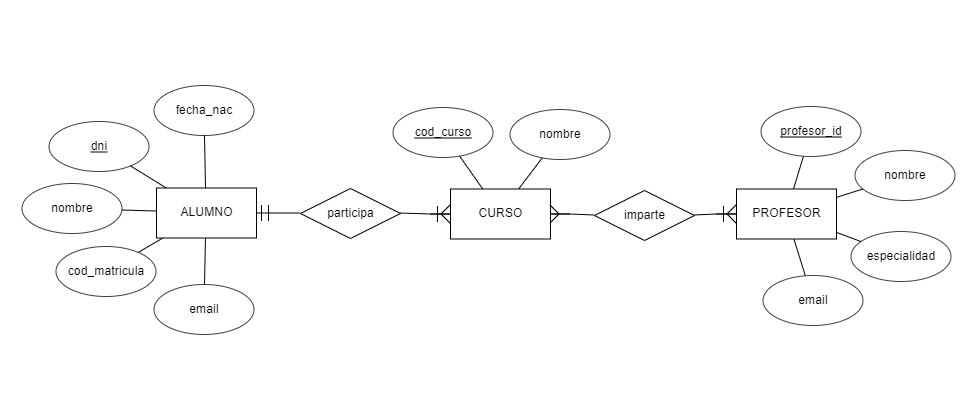 fecha_nac
dni
nombre
ALUMNO
cod_matricula
email
participa
cod_curso
nombre
CURSO
imparte
profesor_id
nombre
PROFESOR
especialidad
email